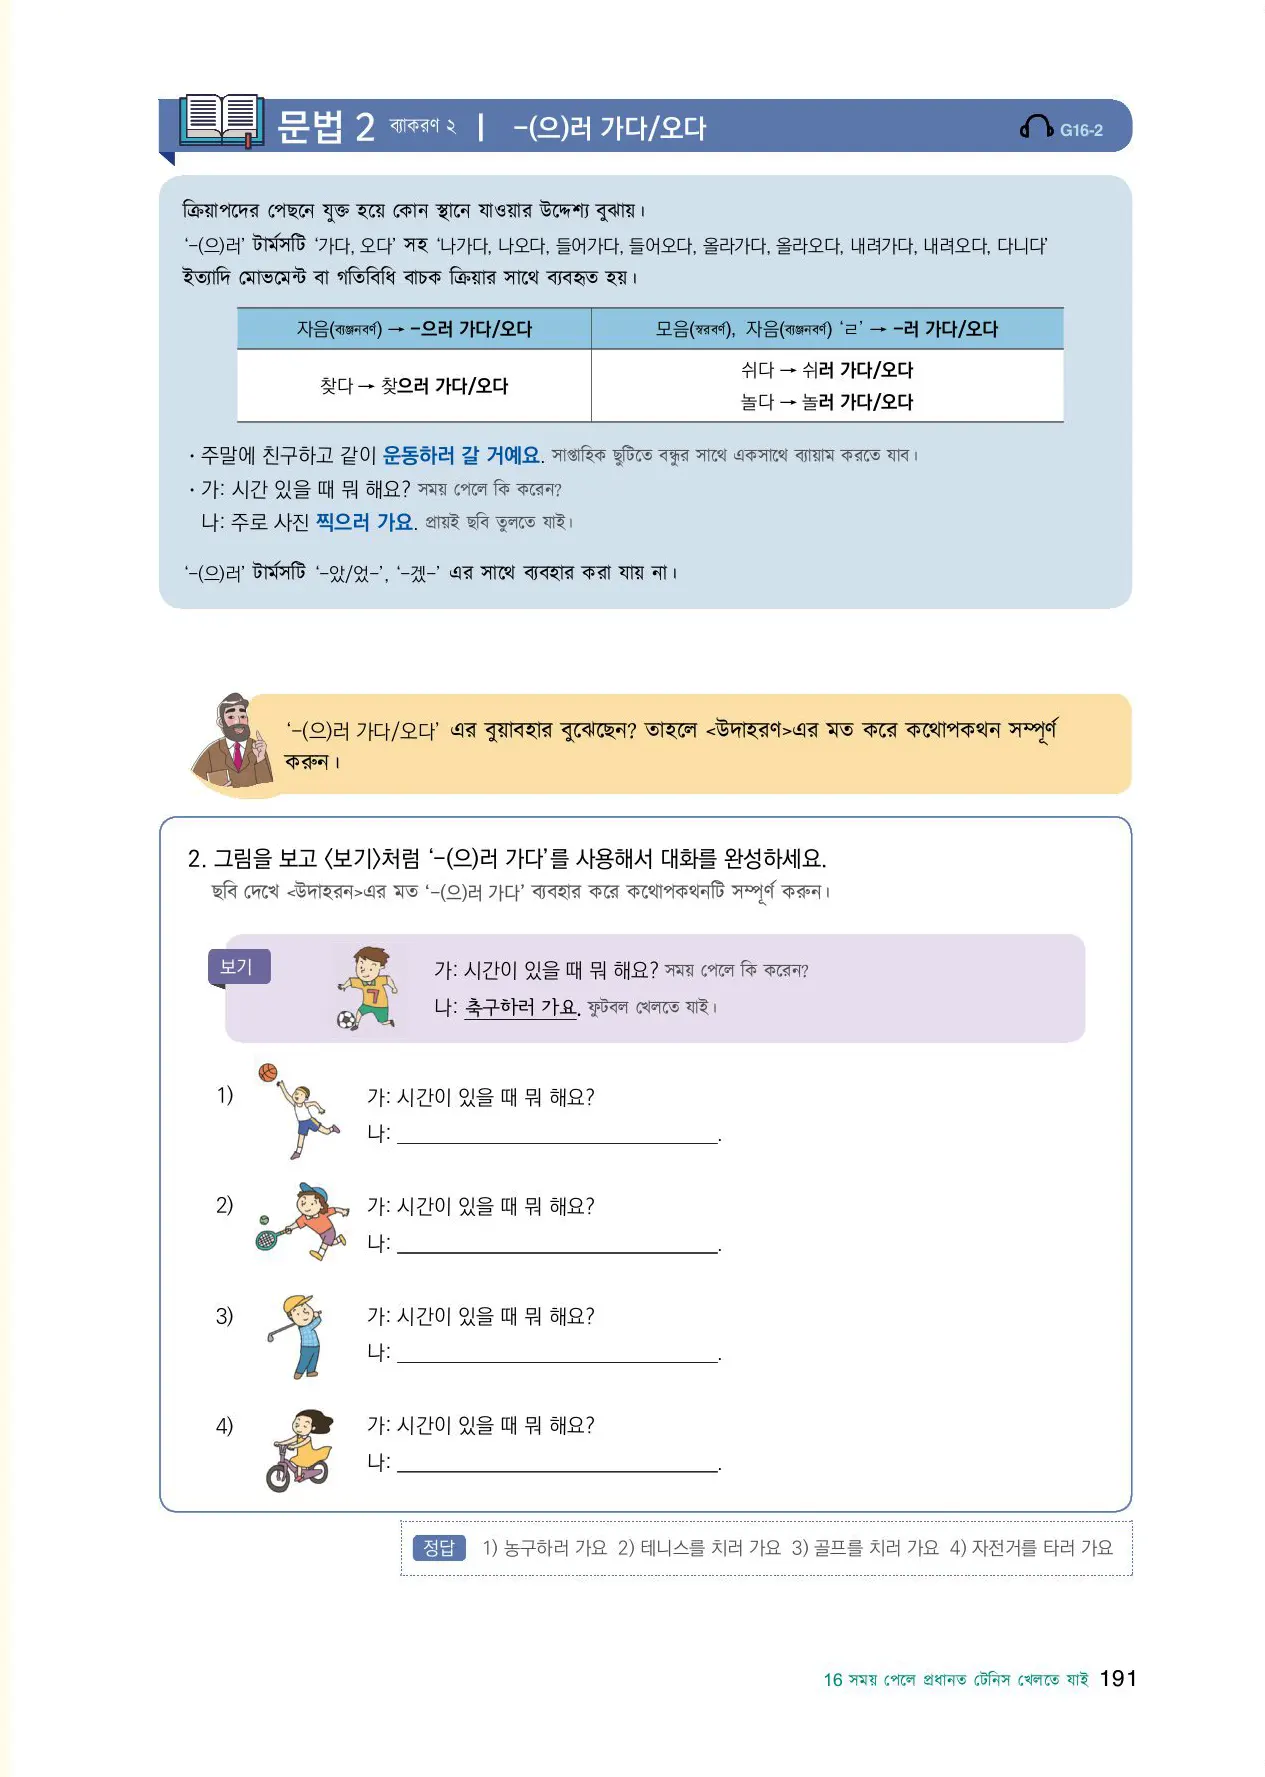 문법 2 ব্যাকরণ ২ | -(으)러 가다/오다 G16-2
ক্রিয়াপদের পেছনে যুক্ত হয়ে কোন স্থানে যাওয়ার উদ্দেশ্য বুঝায়।
‘-(으)러’ টার্মসটি ‘가다, 오다’ সহ ‘나가다, 나오다, 들어가다, 들어오다, 올라가다, 올라오다, 내려가다, 내려오다, 다니다’
ইত্যাদি মোভমেন্ট বা গতিবিধি বাচক ক্রিয়ার সাথে ব্যবহৃত হয়।
자음(ব্যঞ্জনবর্ণ) → -으러 가다/오다
모음(স্বরবর্ণ), 자음(ব্যঞ্জনবর্ণ) ‘ㄹ’ → -러 가다/오다
찾다 → 찾으러 가다/오다
쉬다 → 쉬러 가다/오다
놀다 → 놀러 가다/오다
· 주말에 친구하고 같이 운동하러 갈 거예요. সাপ্তাহিক ছুটিতে বন্ধুর সাথে একসাথে ব্যায়াম করতে যাব।
· 가: 시간 있을 때 뭐 해요? সময় পেলে কি করেন?
나: 주로 사진 찍으러 가요. প্রায়ই ছবি তুলতে যাই।
‘-(으)러’ টার্মসটি ‘-았/었-’, ‘-겠-’ এর সাথে ব্যবহার করা যায় না।
‘-(으)러 가다/오다’ এর বুয়াবহার বুঝেছেন? তাহলে <উদাহরণ>এর মত করে কথোপকথন সম্পূর্ণ
করুন।
2. 그림을 보고 〈보기〉처럼 ‘-(으)러 가다’를 사용해서 대화를 완성하세요.
ছবি দেখে <উদাহরন>এর মত ‘-(으)러 가다’ ব্যবহার করে কথোপকথনটি সম্পূর্ণ করুন।
보기
가: 시간이 있을 때 뭐 해요? সময় পেলে কি করেন?
나: 축구하러 가요. ফুটবল খেলতে যাই।
1) 가: 시간이 있을 때 뭐 해요?
나: ______________________________.
2) 가: 시간이 있을 때 뭐 해요?
나: ______________________________.
3) 가: 시간이 있을 때 뭐 해요?
나: ______________________________.
4) 가: 시간이 있을 때 뭐 해요?
나: ______________________________.
정답 1) 농구하러 가요 2) 테니스를 치러 가요 3) 골프를 치러 가요 4) 자전거를 타러 가요
16 সময় পেলে প্রধানত টেনিস খেলতে যাই 191